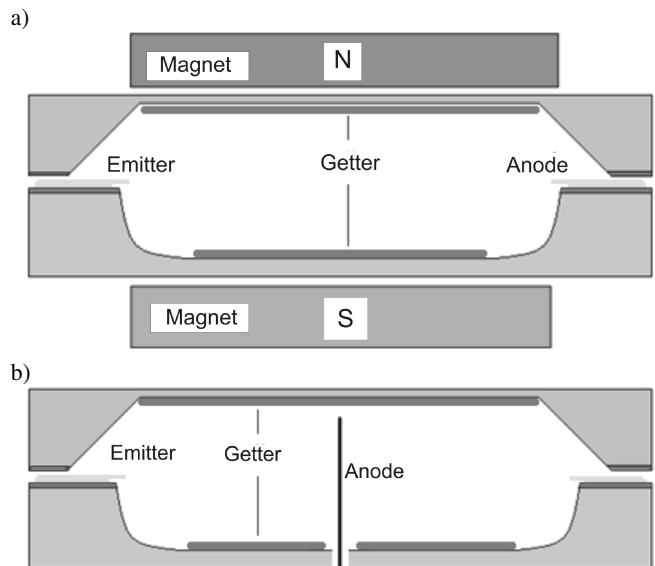 a)
Magnet N
Emitter Getter Anode
Magnet S
b)
Emitter Getter Anode